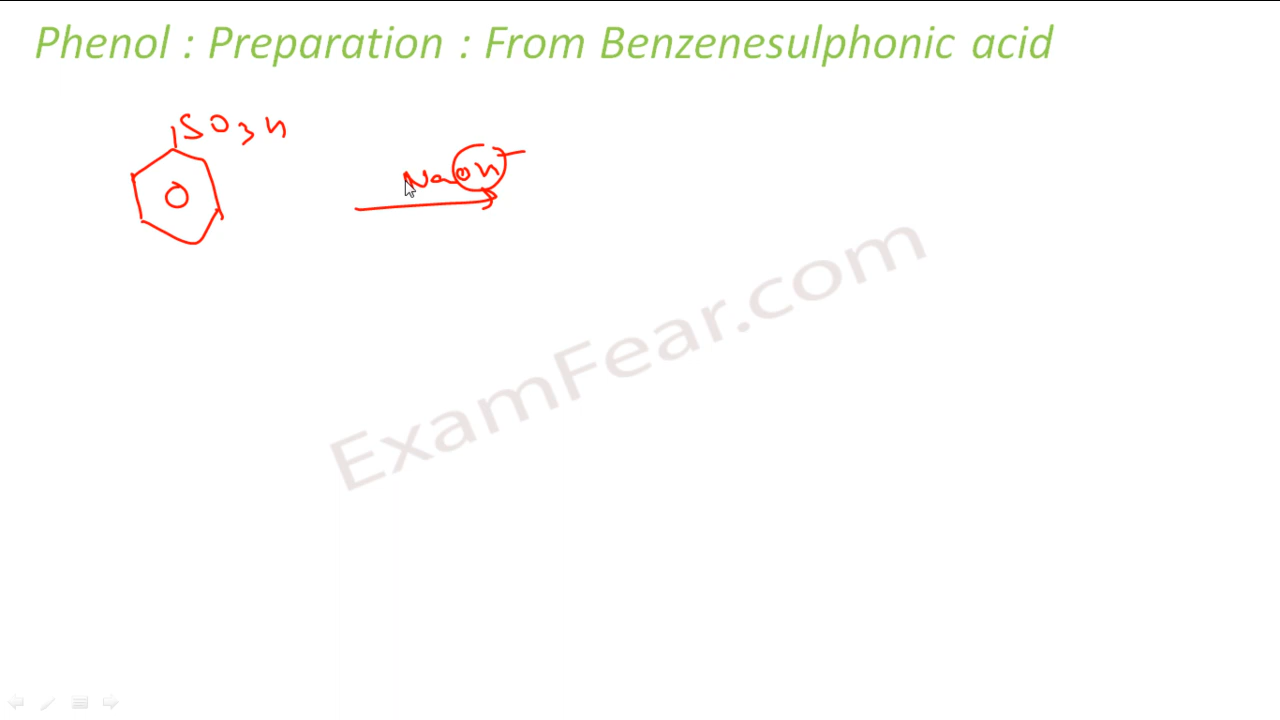 Phenol : Preparation : From Benzenesulphonic acid
SO3H
NaOH-
ExamFear.com